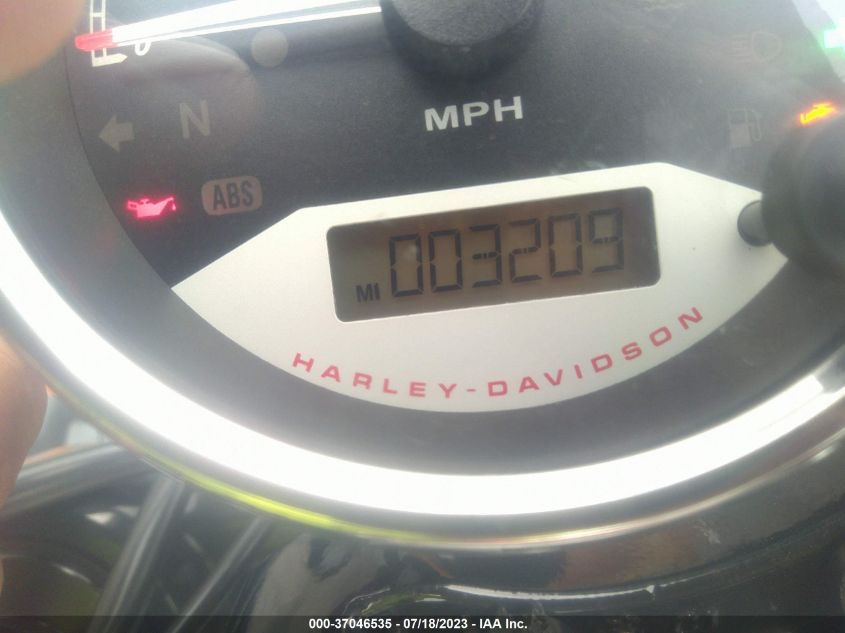 MPH
N
ABS
MI 003209
HARLEY-DAVIDSON
000-37046535 - 07/18/2023 - IAA Inc.